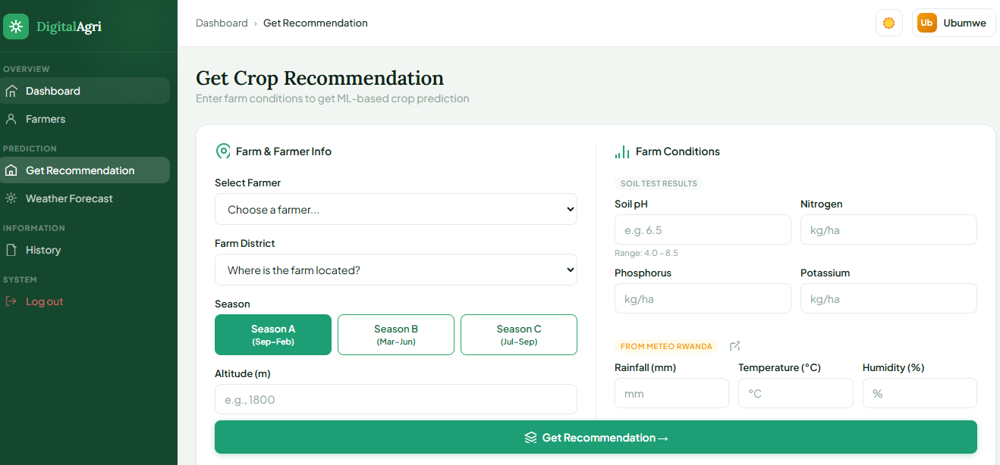 DigitalAgri
OVERVIEW
Dashboard
Farmers
PREDICTION
Get Recommendation
Weather Forecast
INFORMATION
History
SYSTEM
Log out
Dashboard › Get Recommendation
Ub Ubumwe
Get Crop Recommendation
Enter farm conditions to get ML-based crop prediction
Farm & Farmer Info
Select Farmer
Choose a farmer...
Farm District
Where is the farm located?
Season
Season A
(Sep–Feb)
Season B
(Mar–Jun)
Season C
(Jul–Sep)
Altitude (m)
e.g., 1800
Farm Conditions
SOIL TEST RESULTS
Soil pH
e.g. 6.5
Range: 4.0 – 8.5
Nitrogen
kg/ha
Phosphorus
kg/ha
Potassium
kg/ha
FROM METEO RWANDA
Rainfall (mm)
mm
Temperature (°C)
°C
Humidity (%)
%
Get Recommendation →